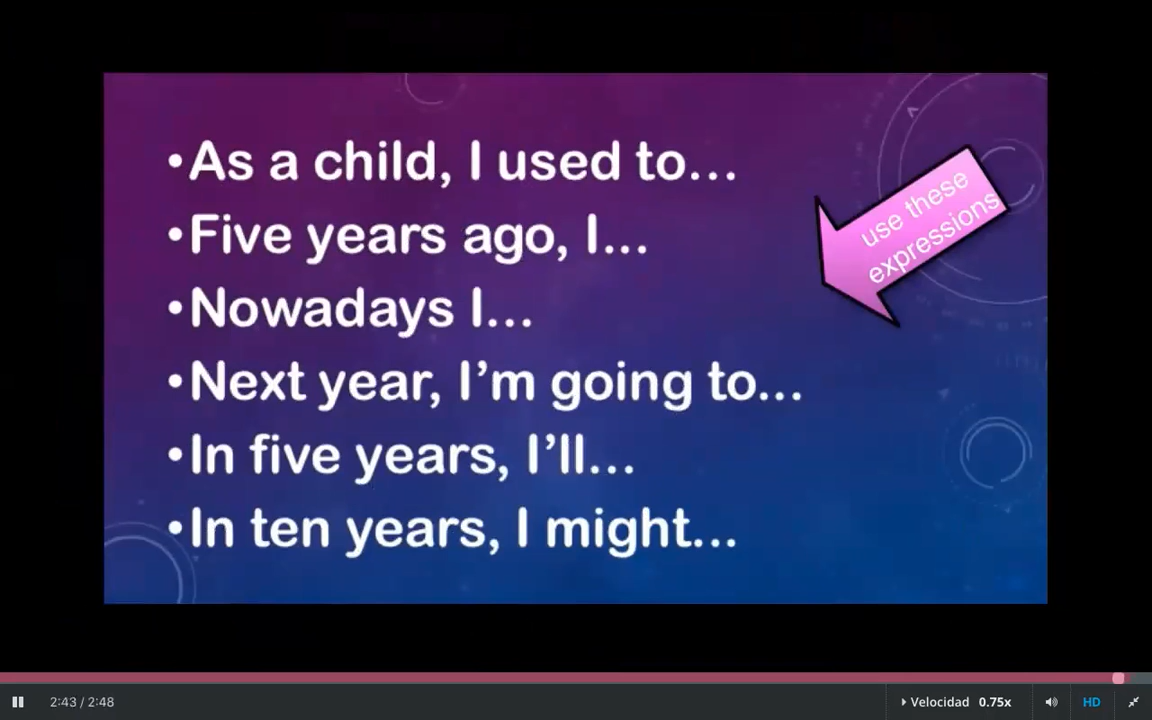 •As a child, I used to...
•Five years ago, I...
•Nowadays I...
•Next year, I'm going to...
•In five years, I'll...
•In ten years, I might...
use these
expressions
2:43 / 2:48
Velocidad 0.75x
HD